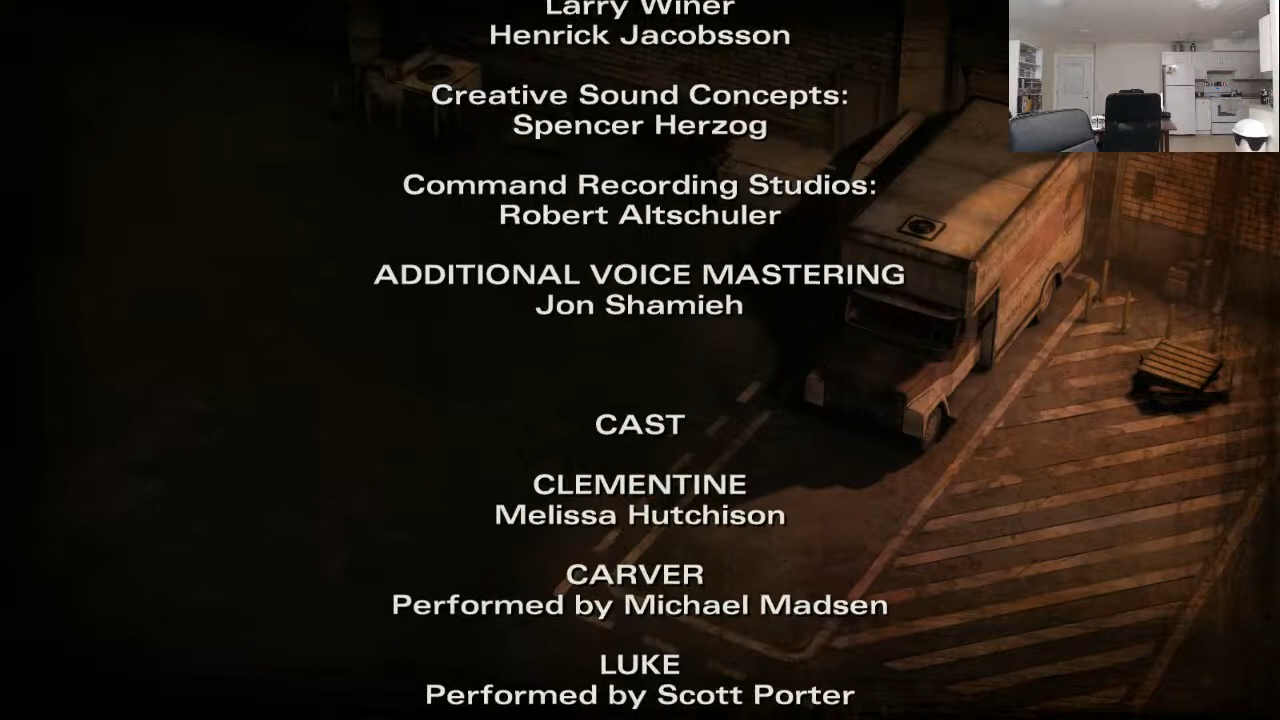 Larry Winer
Henrick Jacobsson
Creative Sound Concepts:
Spencer Herzog
Command Recording Studios:
Robert Altschuler
ADDITIONAL VOICE MASTERING
Jon Shamieh
CAST
CLEMENTINE
Melissa Hutchison
CARVER
Performed by Michael Madsen
LUKE
Performed by Scott Porter